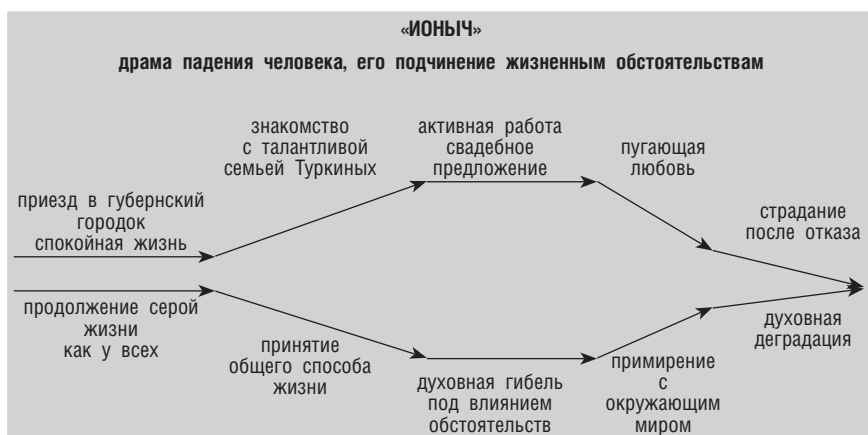 «ИОНЫЧ»
драма падения человека, его подчинение жизненным обстоятельствам
знакомство
с талантливой
семьей Туркиных
активная работа
свадебное
предложение
пугающая
любовь
приезд в губернский
городок
спокойная жизнь
страдание
после отказа
продолжение серой
жизни
как у всех
принятие
общего способа
жизни
духовная гибель
под влиянием
обстоятельств
примирение
с
окружающим
миром
духовная
деградация